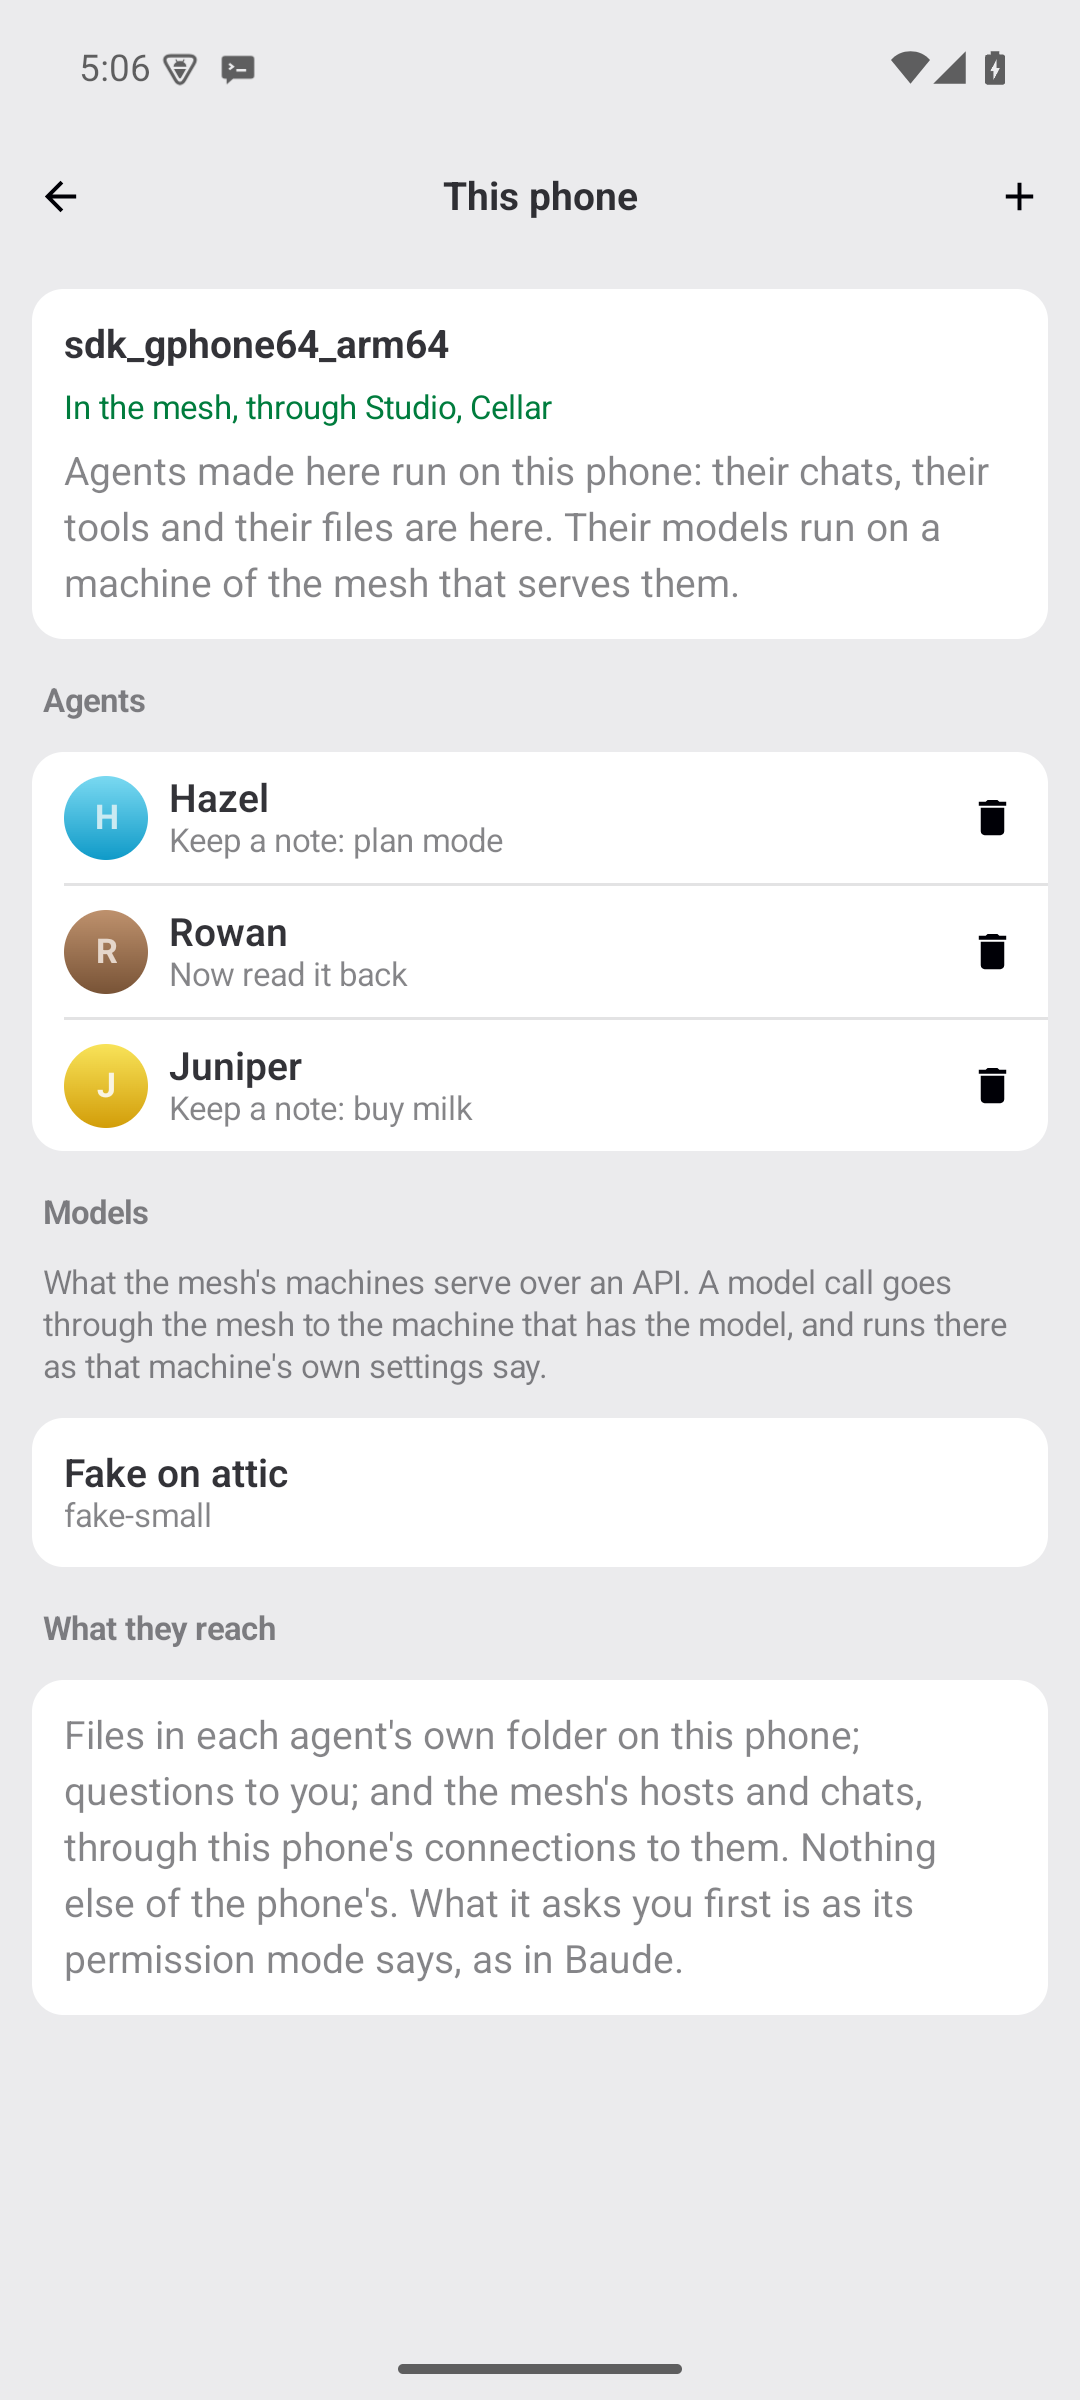 5:06
This phone
sdk_gphone64_arm64
In the mesh, through Studio, Cellar
Agents made here run on this phone: their chats, their
tools and their files are here. Their models run on a
machine of the mesh that serves them.
Agents
H
Hazel
Keep a note: plan mode
R
Rowan
Now read it back
J
Juniper
Keep a note: buy milk
Models
What the mesh's machines serve over an API. A model call goes
through the mesh to the machine that has the model, and runs there
as that machine's own settings say.
Fake on attic
fake-small
What they reach
Files in each agent's own folder on this phone;
questions to you; and the mesh's hosts and chats,
through this phone's connections to them. Nothing
else of the phone's. What it asks you first is as its
permission mode says, as in Baude.